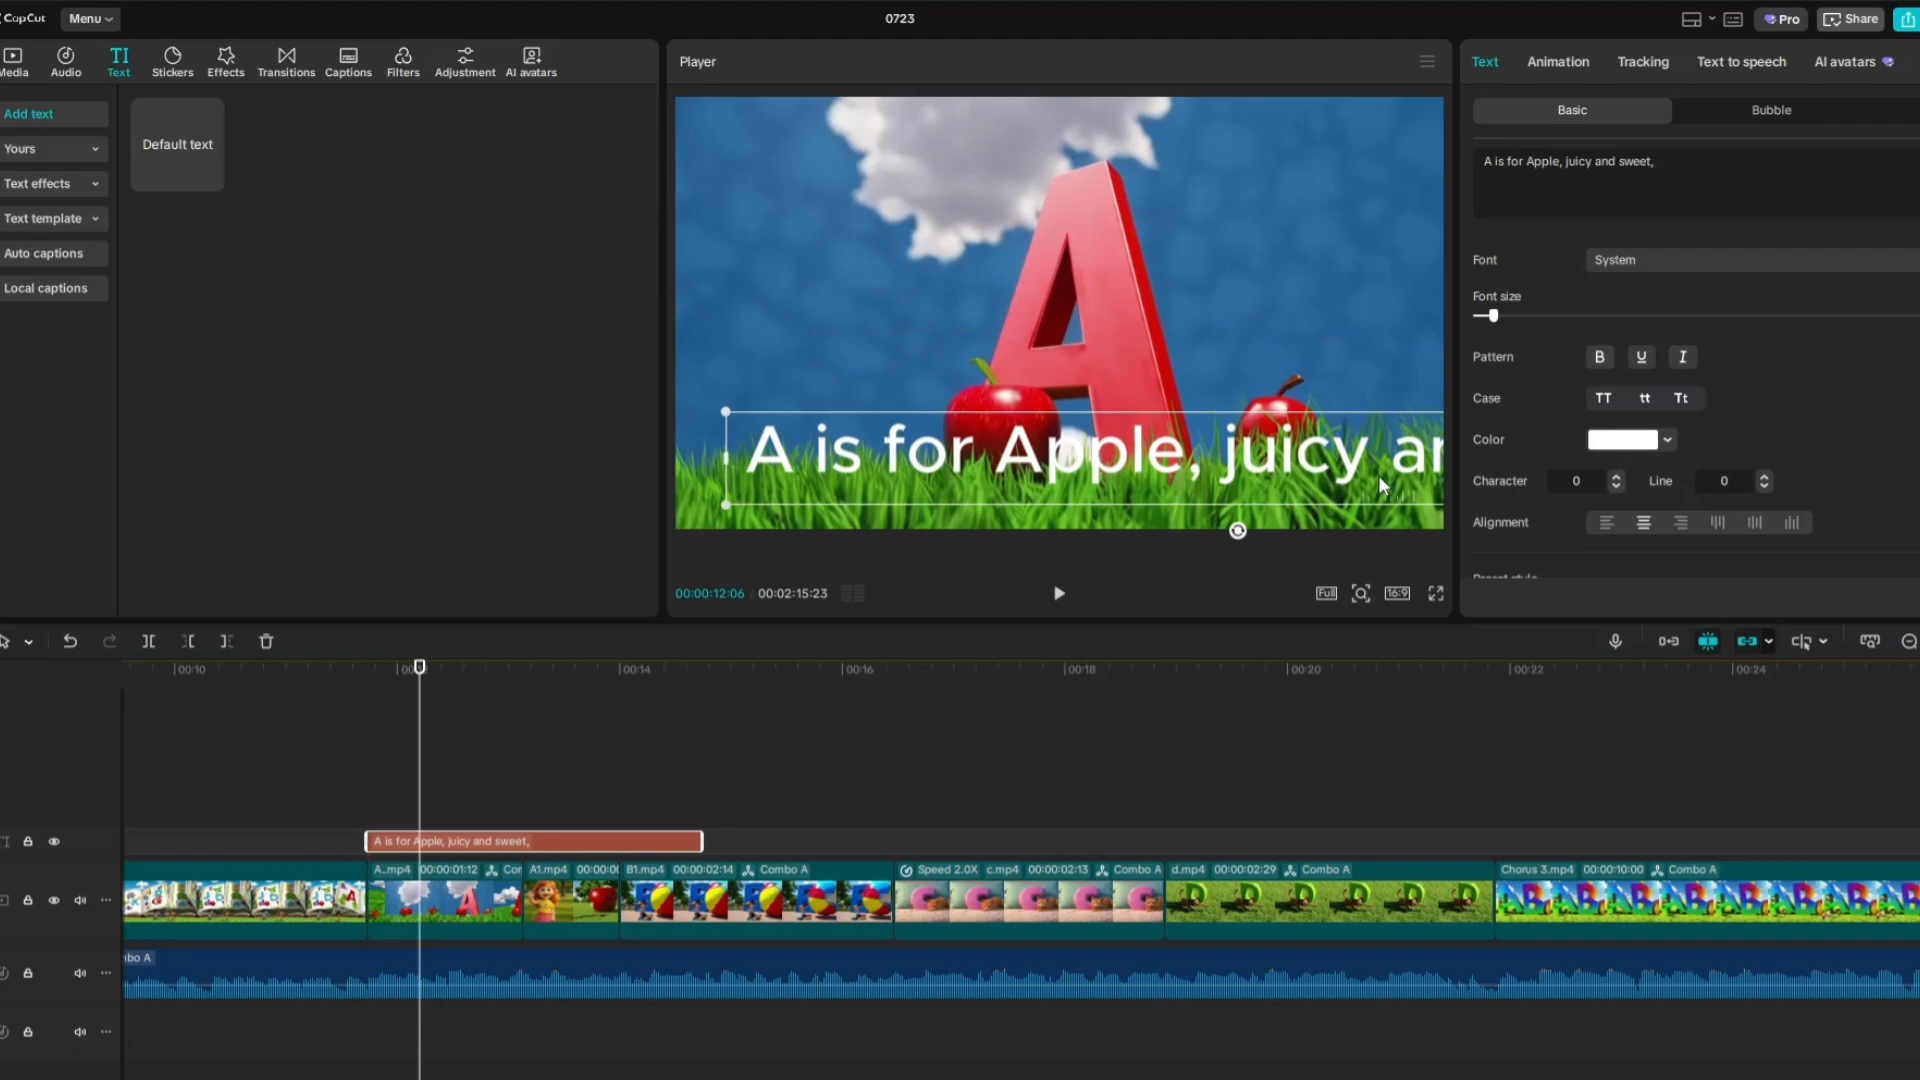 CapCut
Menu
0723
Pro
Share
Media
Audio
Text
Stickers
Effects
Transitions
Captions
Filters
Adjustment
AI avatars
Add text
Yours
Text effects
Text template
Auto captions
Local captions
Default text
Player
A
A is for Apple, juicy ar
00:00:12:06 / 00:02:15:23
Full
16:9
Text
Animation
Tracking
Text to speech
AI avatars
Basic
Bubble
A is for Apple, juicy and sweet,
Font
System
Font size
Pattern
B U I
Case
TT tt Tt
Color
Character 0
Line 0
Alignment
Preset style
00:10
00:14
00:16
00:18
00:20
00:22
00:24
A is for Apple, juicy and sweet,
A..mp4 00:00:01:12 Cor
A1.mp4 00:00:0
B1.mp4 00:00:02:14 Combo A
Speed 2.0X c.mp4 00:00:02:13 Combo A
d.mp4 00:00:02:29 Combo A
Chorus 3.mp4 00:00:10:00 Combo A
nbo A